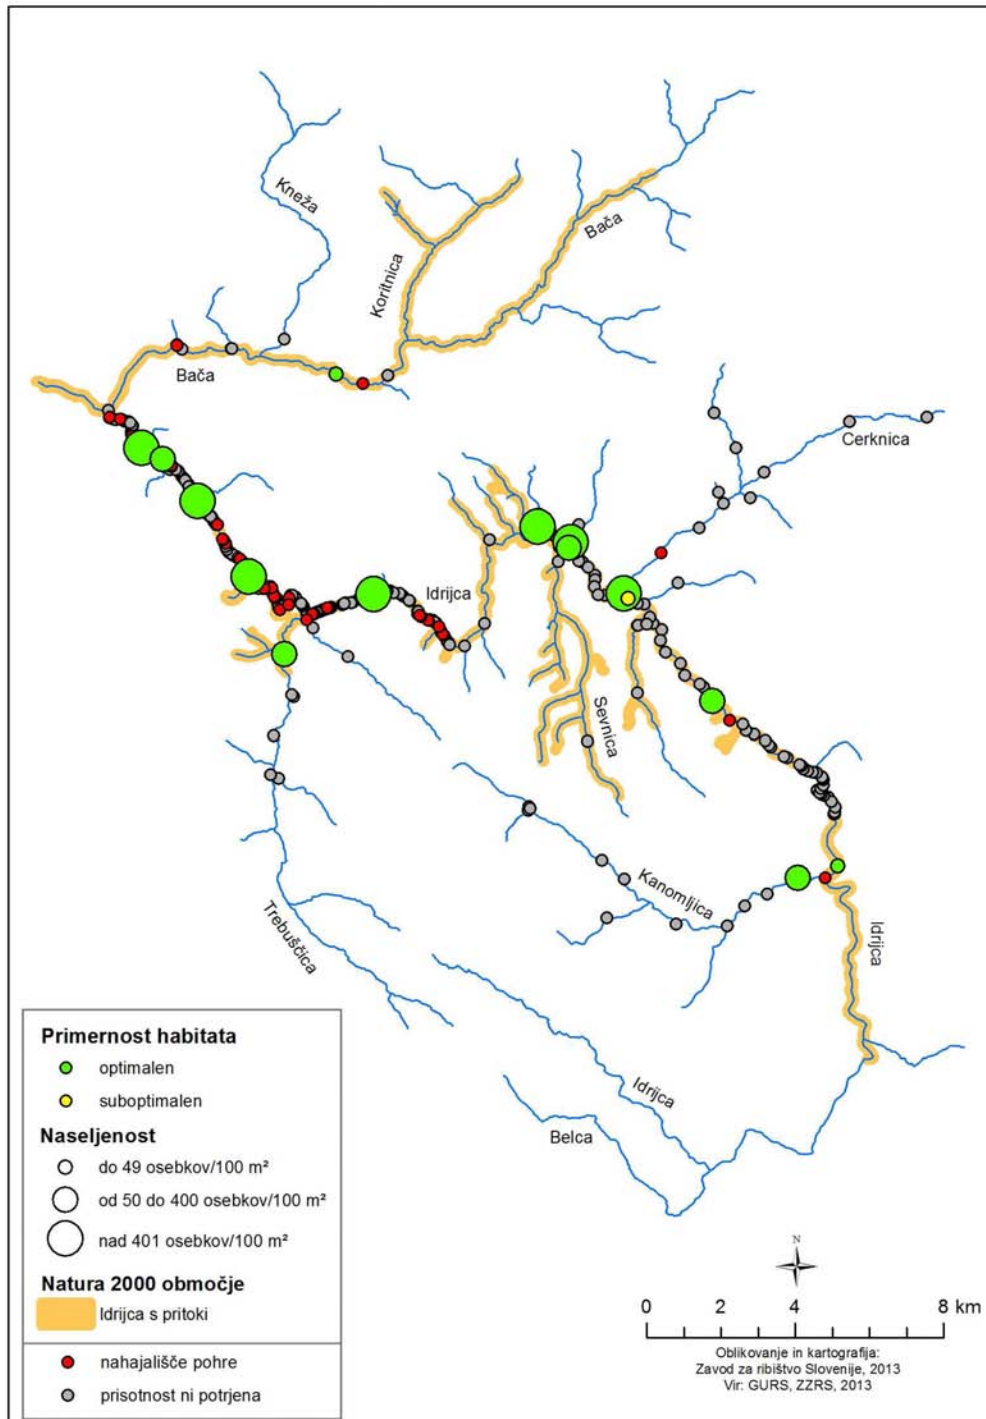 Kneža
Koritnica
Bača
Bača
Cerknica
Idrijca
Sevnica
Kanomljica
Idrijca
Trebuščica
Idrijca
Belca
Primernost habitata
optimalen
suboptimalen
Naseljenost
do 49 osebkov/100 m²
od 50 do 400 osebkov/100 m²
nad 401 osebkov/100 m²
Natura 2000 območje
Idrijca s pritoki
nahajališče pohre
prisotnost ni potrjena
N
0 2 4 8 km
Oblikovanje in kartografija:
Zavod za ribištvo Slovenije, 2013
Vir: GURS, ZZRS, 2013